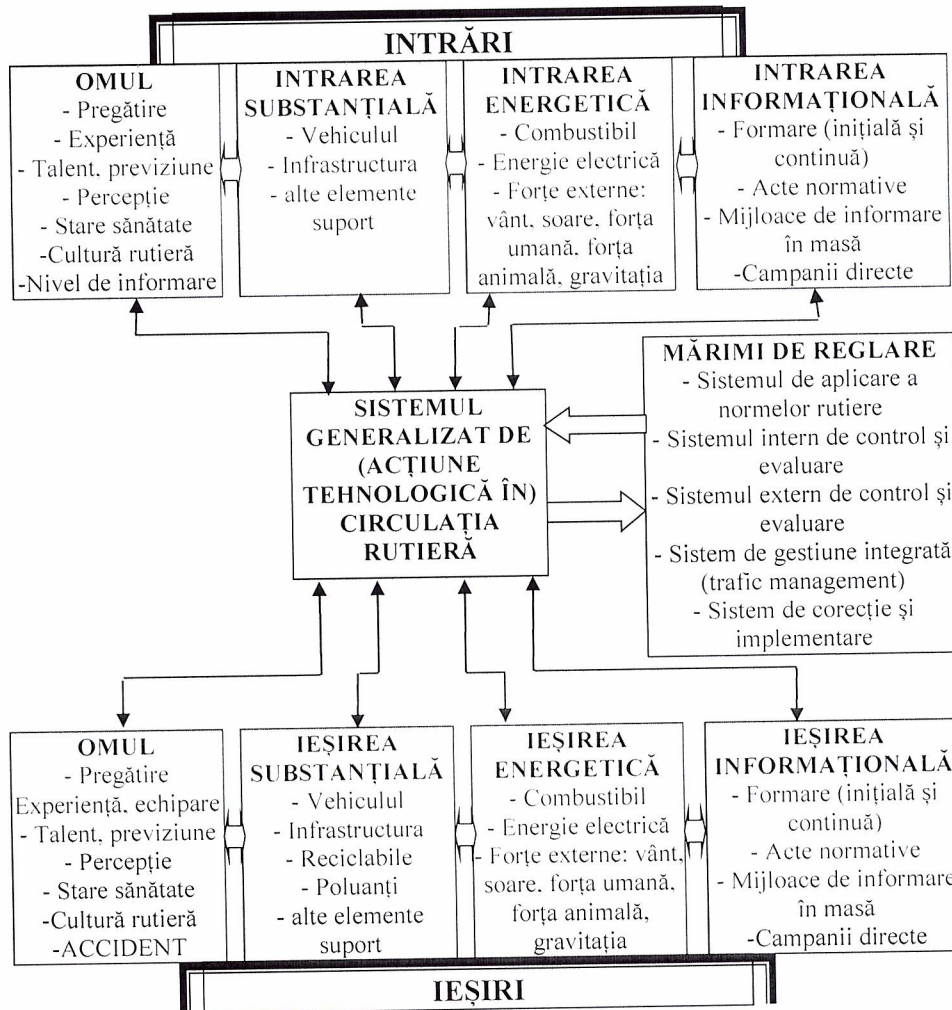 INTRĂRI
OMUL
- Pregătire
- Experiență
- Talent, previziune
- Percepție
- Stare sănătate
-Cultură rutieră
-Nivel de informare
INTRAREA
SUBSTANȚIALĂ
- Vehiculul
- Infrastructura
- alte elemente
suport
INTRAREA
ENERGETICĂ
- Combustibil
- Energie electrică
- Forțe externe:
vânt, soare, forța
umană, forța
animală, gravitația
INTRAREA
INFORMAȚIONALĂ
- Formare (inițială și
continuă)
- Acte normative
- Mijloace de informare
în masă
-Campanii directe
SISTEMUL
GENERALIZAT DE
(ACȚIUNE
TEHNOLOGICĂ ÎN)
CIRCULAȚIA
RUTIERĂ
MĂRIMI DE REGLARE
- Sistemul de aplicare a
normelor rutiere
- Sistemul intern de control și
evaluare
- Sistemul extern de control și
evaluare
- Sistem de gestiune integrată
(trafic management)
- Sistem de corecție și
implementare
OMUL
- Pregătire
Experiență, echipare
- Talent, previziune
- Percepție
- Stare sănătate
-Cultură rutieră
-ACCIDENT
IEȘIREA
SUBSTANȚIALĂ
- Vehiculul
- Infrastructura
- Reciclabile
- Poluanți
- alte elemente
suport
IEȘIREA
ENERGETICĂ
- Combustibil
- Energie electrică
- Forțe externe: vânt,
soare, forța umană,
forța animală,
gravitația
IEȘIREA
INFORMAȚIONALĂ
- Formare (inițială și
continuă)
- Acte normative
- Mijloace de informare
în masă
-Campanii directe
IEȘIRI